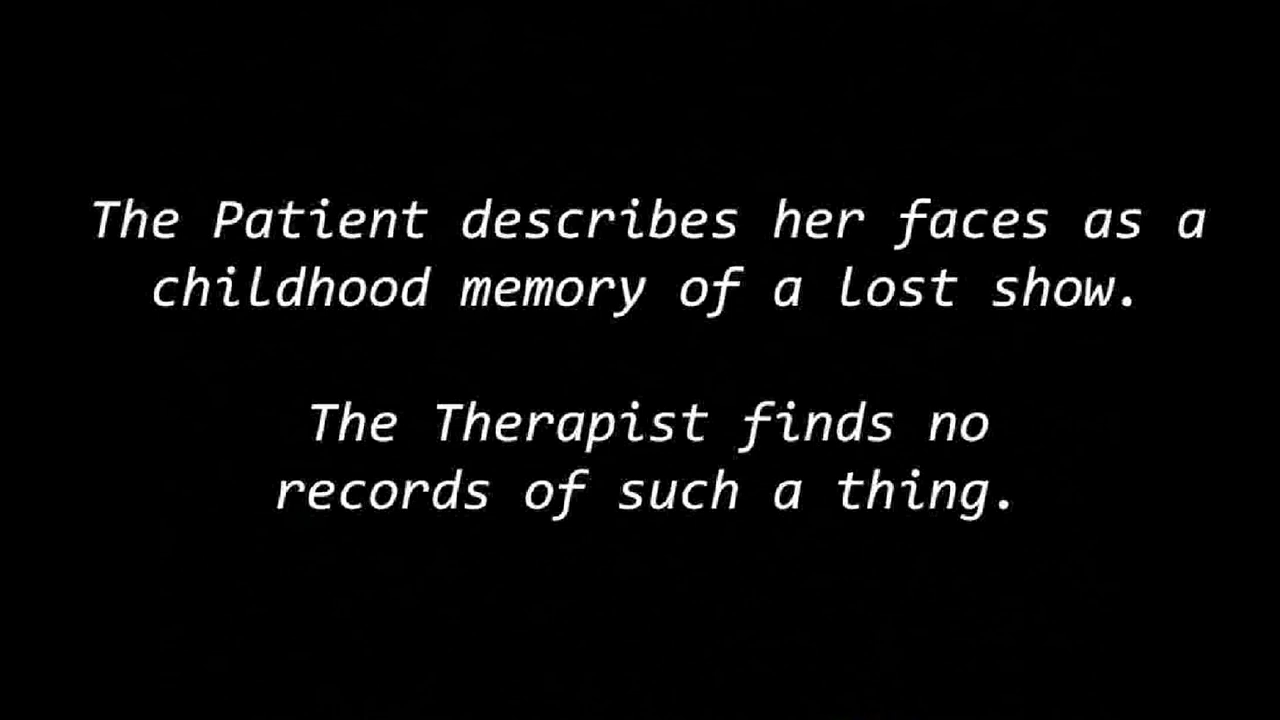 The Patient describes her faces as a
childhood memory of a lost show.
The Therapist finds no
records of such a thing.